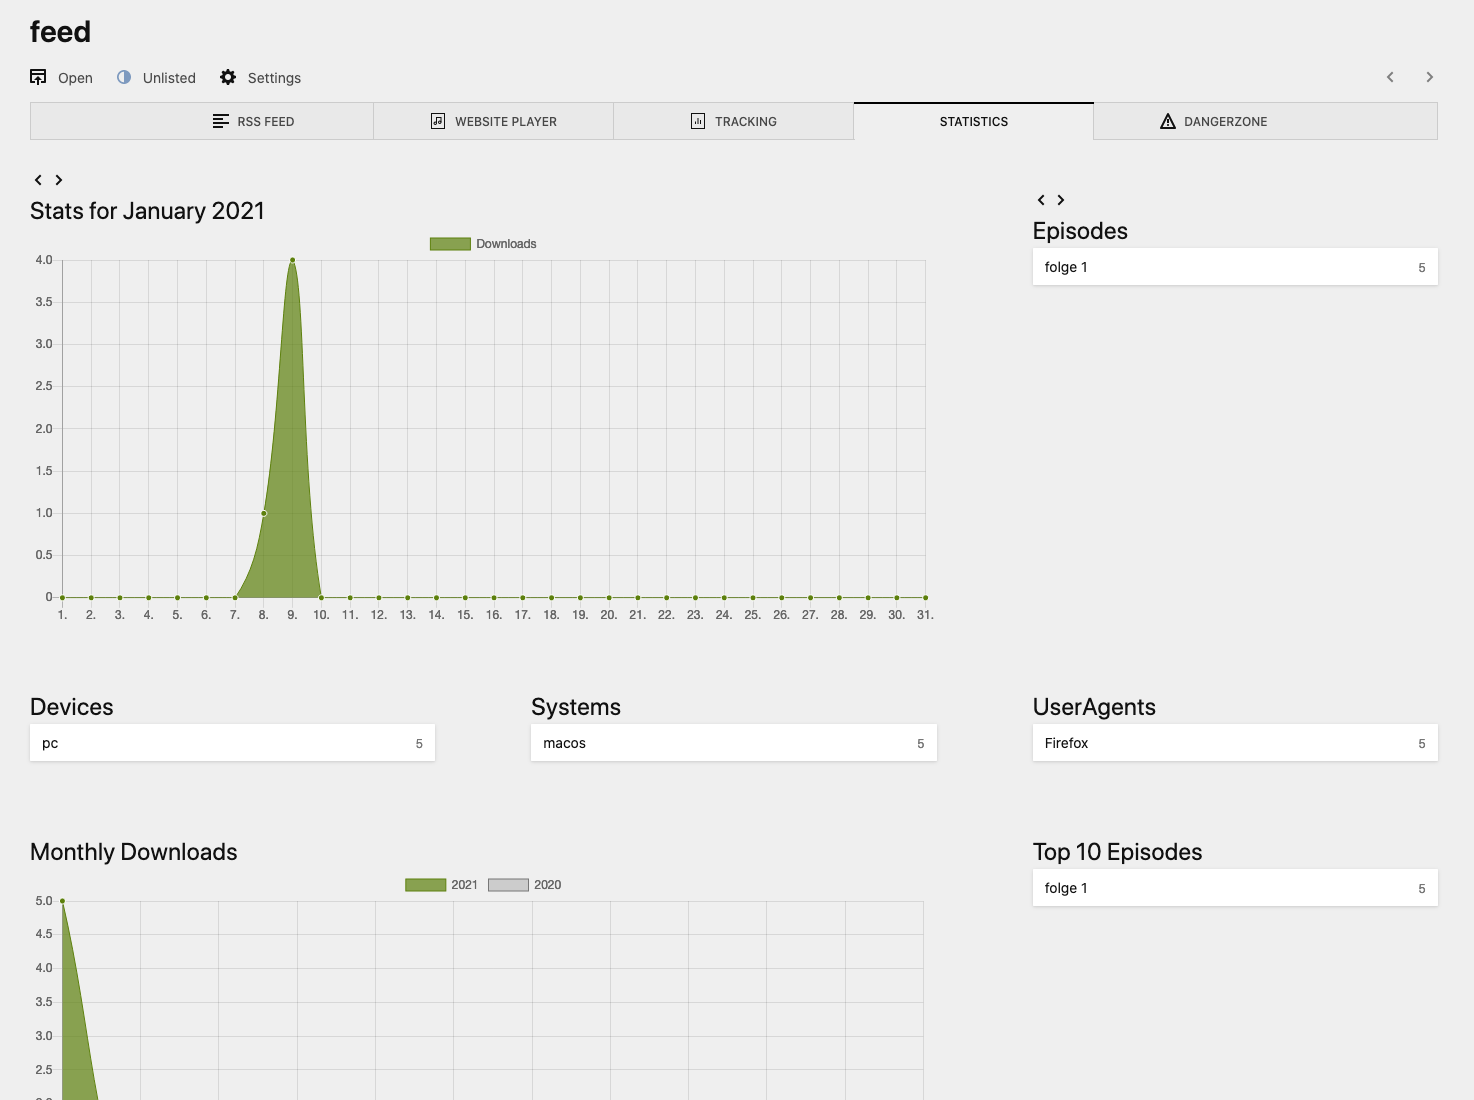 feed
Open Unlisted Settings
RSS FEED WEBSITE PLAYER TRACKING STATISTICS DANGERZONE
Stats for January 2021
Downloads
4.0
3.5
3.0
2.5
2.0
1.5
1.0
0.5
0
1. 2. 3. 4. 5. 6. 7. 8. 9. 10. 11. 12. 13. 14. 15. 16. 17. 18. 19. 20. 21. 22. 23. 24. 25. 26. 27. 28. 29. 30. 31.
Episodes
folge 1 5
Devices
pc 5
Systems
macos 5
UserAgents
Firefox 5
Monthly Downloads
2021 2020
5.0
4.5
4.0
3.5
3.0
2.5
Top 10 Episodes
folge 1 5